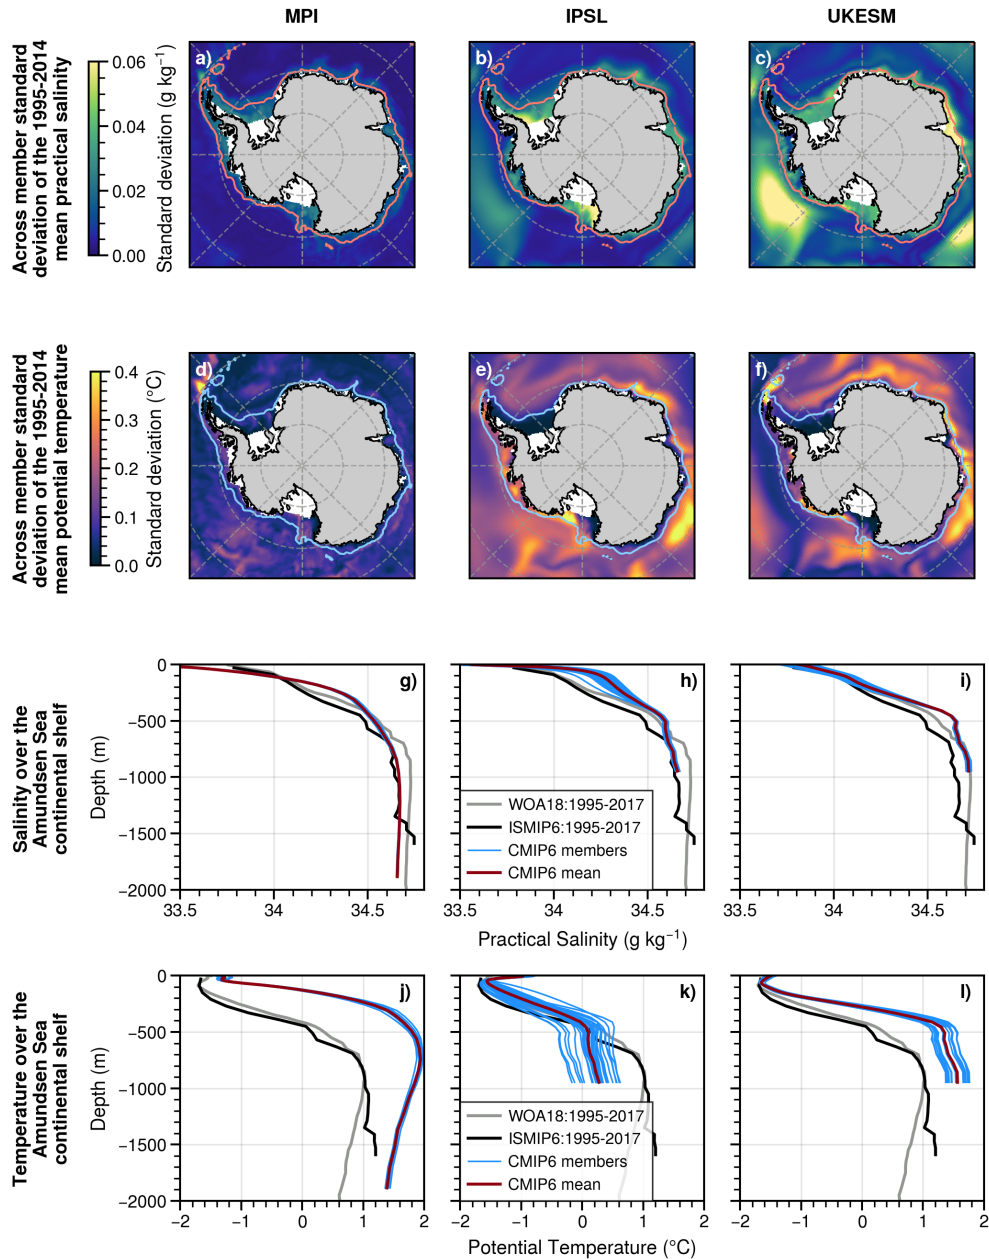 MPI
IPSL
UKESM
Across member standard
deviation of the 1995-2014
mean practical salinity
0.06
0.04
0.02
0.00
Standard deviation (g kg⁻¹)
a)
b)
c)
Across member standard
deviation of the 1995-2014
mean potential temperature
0.4
0.3
0.2
0.1
0.0
Standard deviation (°C)
d)
e)
f)
Salinity over the
Amundsen Sea
continental shelf
Depth (m)
0
−500
−1000
−1500
−2000
g)
33.5
34
34.5
h)
WOA18:1995-2017
ISMIP6:1995-2017
CMIP6 members
CMIP6 mean
33.5
34
34.5
i)
33.5
34
34.5
Practical Salinity (g kg⁻¹)
Temperature over the
Amundsen Sea
continental shelf
Depth (m)
0
−500
−1000
−1500
−2000
j)
−2
−1
0
1
2
k)
WOA18:1995-2017
ISMIP6:1995-2017
CMIP6 members
CMIP6 mean
−2
−1
0
1
2
l)
−2
−1
0
1
2
Potential Temperature (°C)